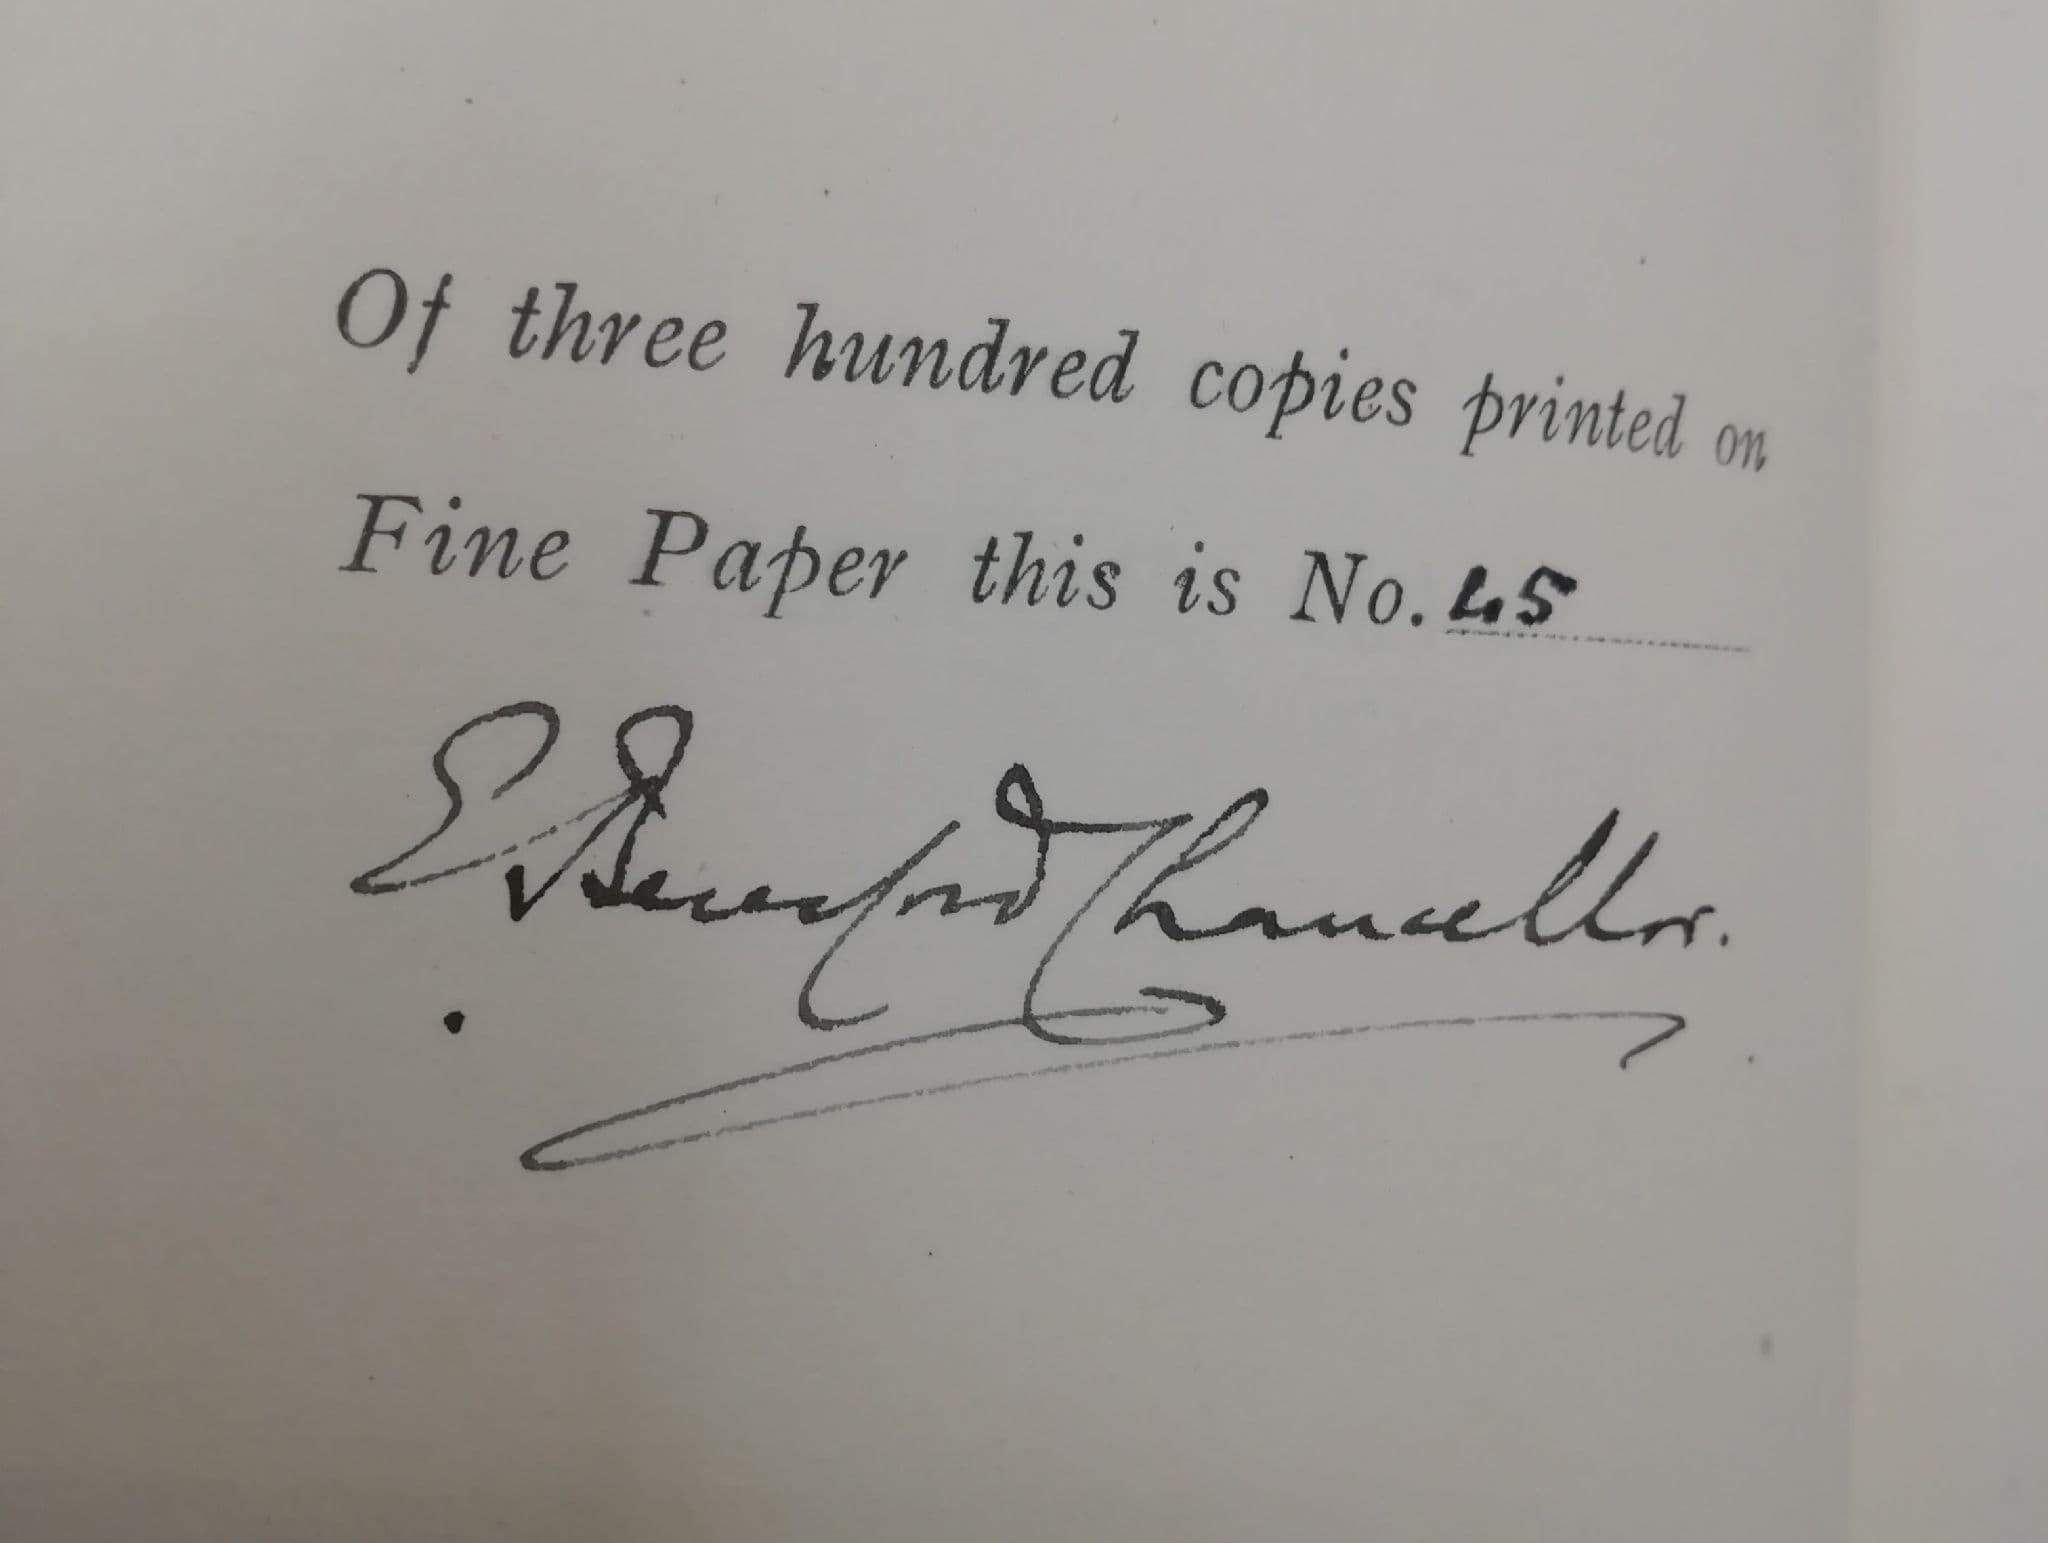 Of three hundred copies printed on
Fine Paper this is No. 45
E Beresford Chancellor.